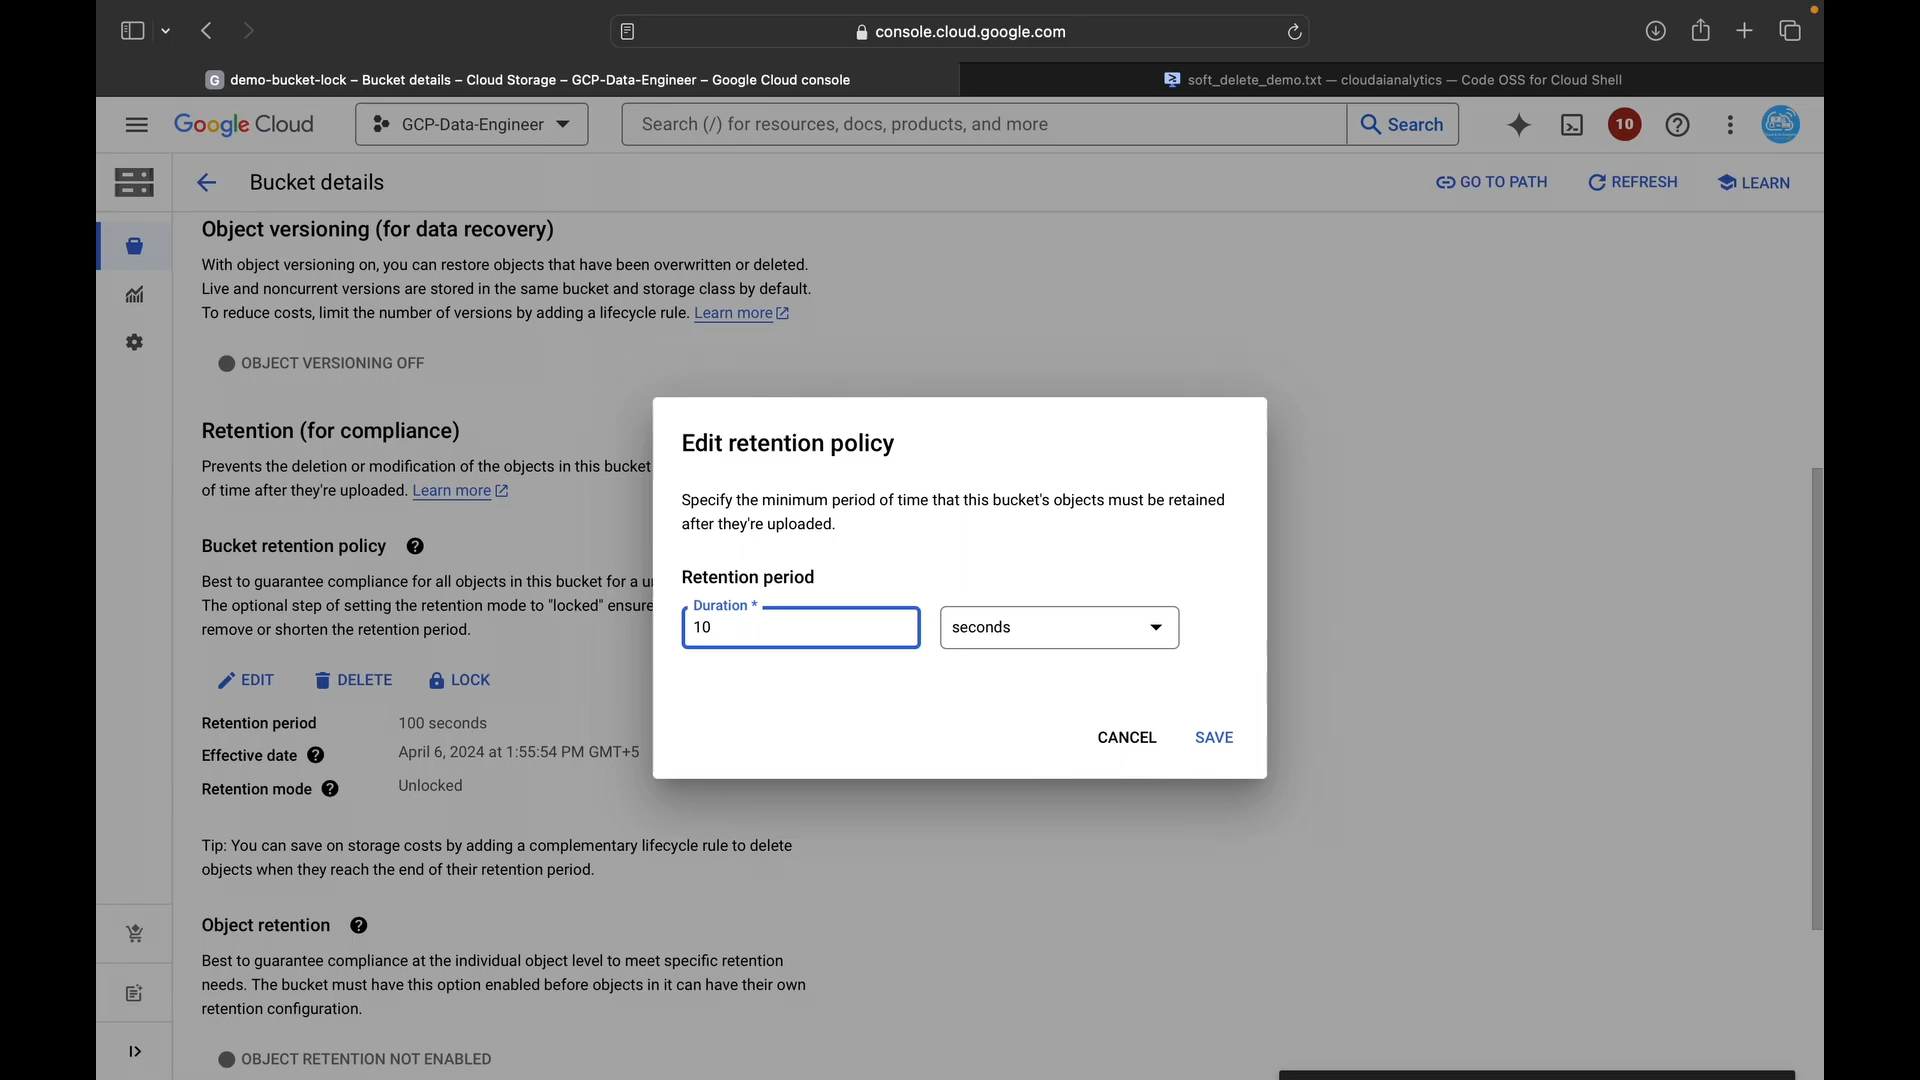 console.cloud.google.com
demo-bucket-lock – Bucket details – Cloud Storage – GCP-Data-Engineer – Google Cloud console
soft_delete_demo.txt — cloudaianalytics — Code OSS for Cloud Shell
Google Cloud
GCP-Data-Engineer
Search (/) for resources, docs, products, and more
Search
10
Bucket details
GO TO PATH
REFRESH
LEARN
Object versioning (for data recovery)
With object versioning on, you can restore objects that have been overwritten or deleted.
Live and noncurrent versions are stored in the same bucket and storage class by default.
To reduce costs, limit the number of versions by adding a lifecycle rule. Learn more
OBJECT VERSIONING OFF
Retention (for compliance)
Prevents the deletion or modification of the objects in this bucket
of time after they're uploaded. Learn more
Bucket retention policy
Best to guarantee compliance for all objects in this bucket for a
The optional step of setting the retention mode to "locked" ensure
remove or shorten the retention period.
EDIT
DELETE
LOCK
Retention period 100 seconds
Effective date April 6, 2024 at 1:55:54 PM GMT+5
Retention mode Unlocked
Tip: You can save on storage costs by adding a complementary lifecycle rule to delete
objects when they reach the end of their retention period.
Object retention
Best to guarantee compliance at the individual object level to meet specific retention
needs. The bucket must have this option enabled before objects in it can have their own
retention configuration.
OBJECT RETENTION NOT ENABLED
Edit retention policy
Specify the minimum period of time that this bucket's objects must be retained
after they're uploaded.
Retention period
Duration *
10
seconds
CANCEL
SAVE